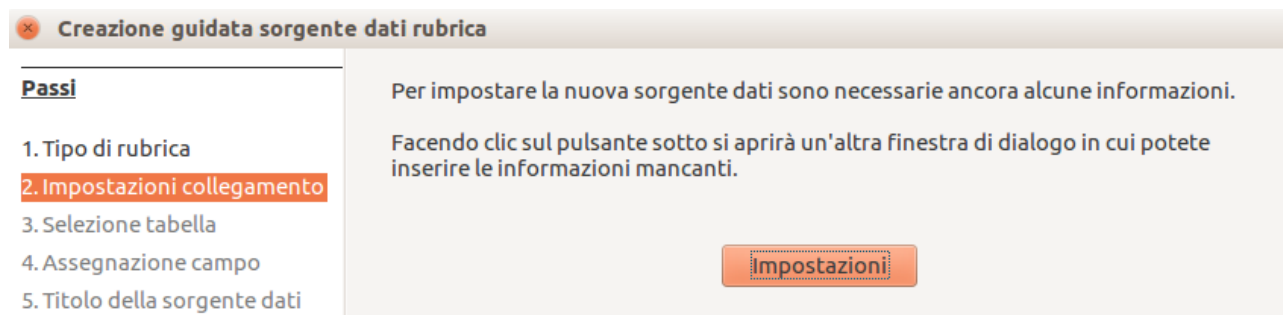 Creazione guidata sorgente dati rubrica
Passi
1. Tipo di rubrica
2. Impostazioni collegamento
3. Selezione tabella
4. Assegnazione campo
5. Titolo della sorgente dati
Per impostare la nuova sorgente dati sono necessarie ancora alcune informazioni.
Facendo clic sul pulsante sotto si aprirà un'altra finestra di dialogo in cui potete
inserire le informazioni mancanti.
Impostazioni